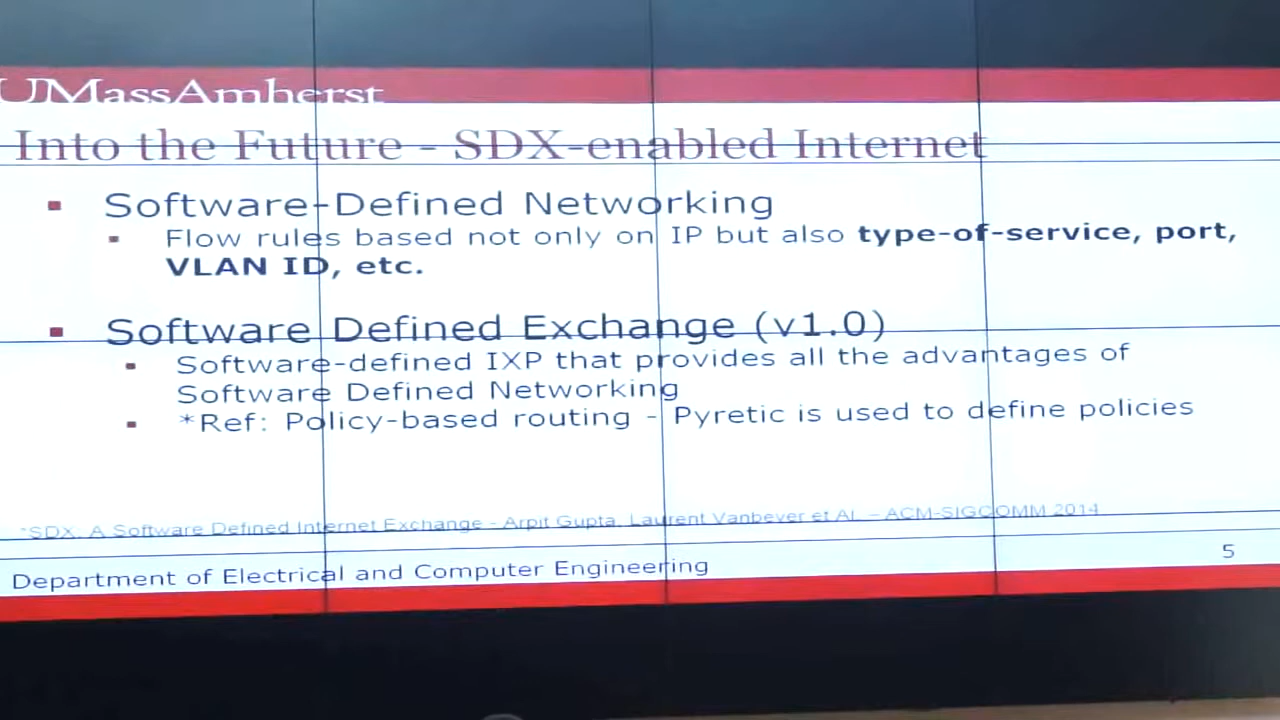 UMassAmherst
Into the Future - SDX-enabled Internet
Software-Defined Networking
Flow rules based not only on IP but also type-of-service, port,
VLAN ID, etc.
Software Defined Exchange (v1.0)
Software-defined IXP that provides all the advantages of
Software Defined Networking
*Ref: Policy-based routing - Pyretic is used to define policies
*SDX: A Software Defined Internet Exchange - Arpit Gupta, Laurent Vanbever et Al. – ACM-SIGCOMM 2014
Department of Electrical and Computer Engineering
5